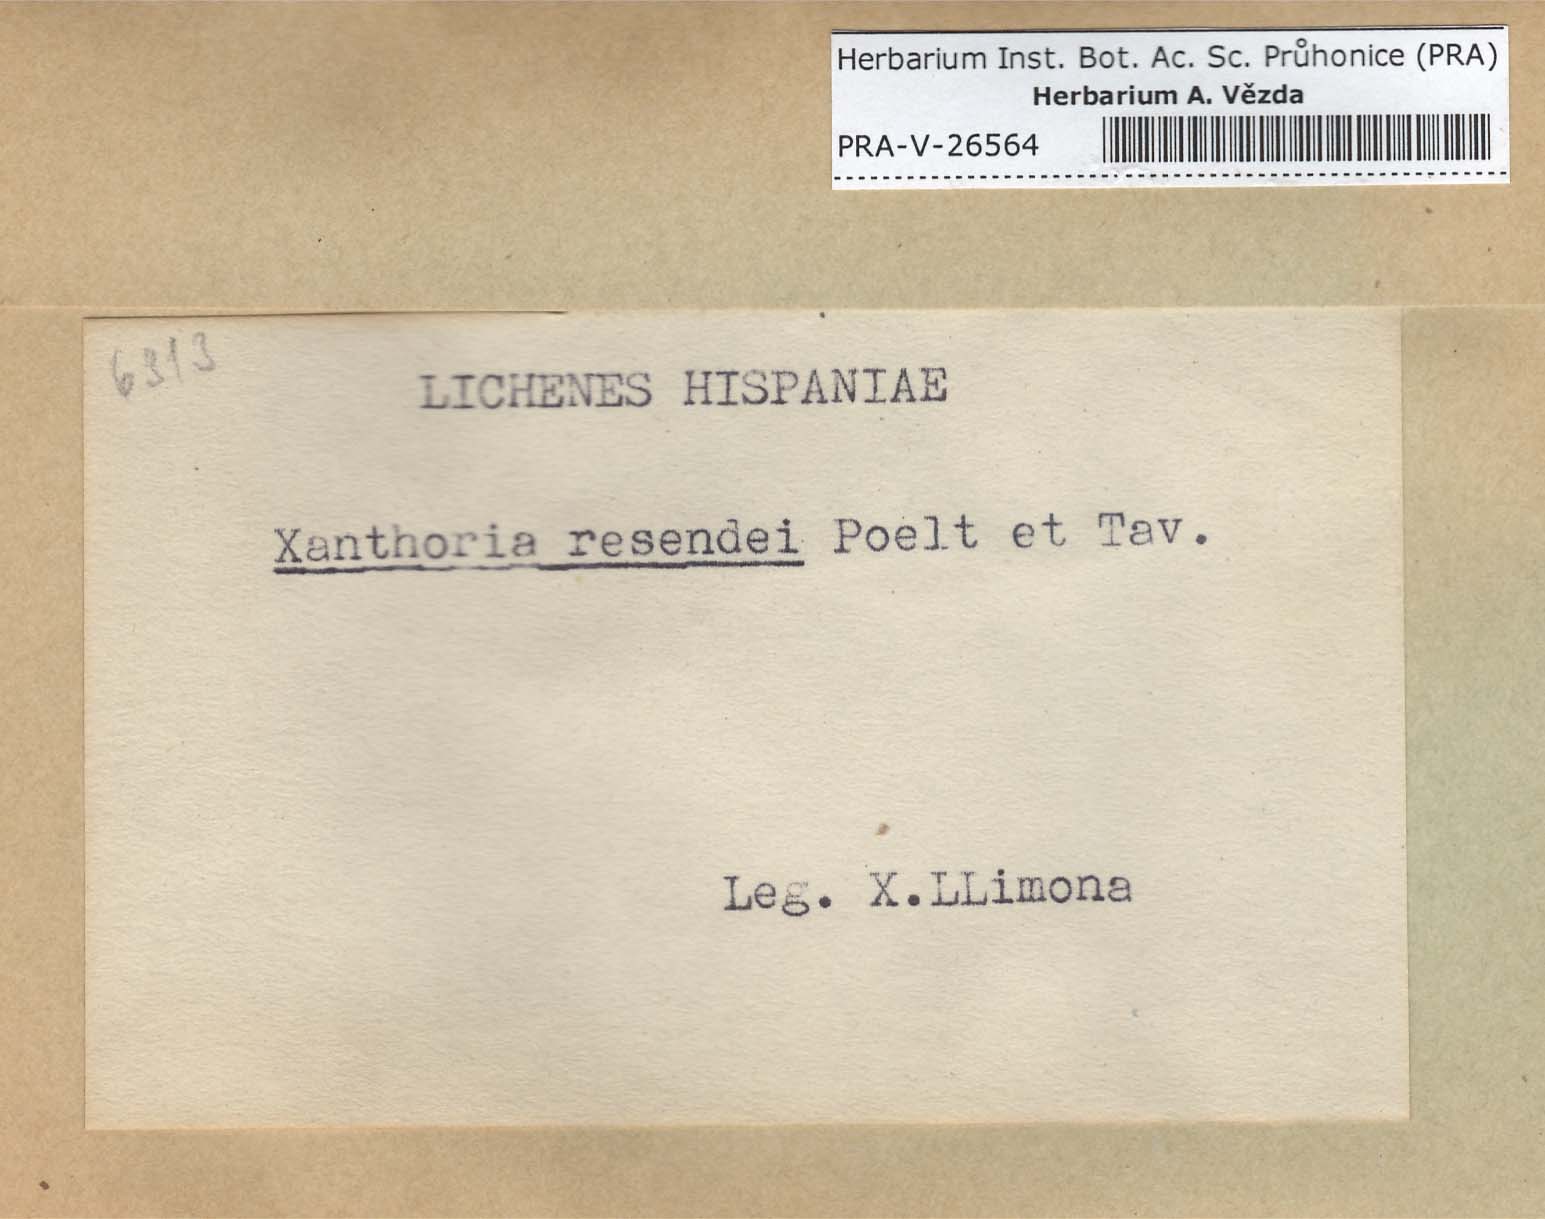 Herbarium Inst. Bot. Ac. Sc. Průhonice (PRA)
Herbarium A. Vězda
PRA-V-26564
6313
LICHENES HISPANIAE
Xanthoria resendei Poelt et Tav.
Leg. X.LLimona